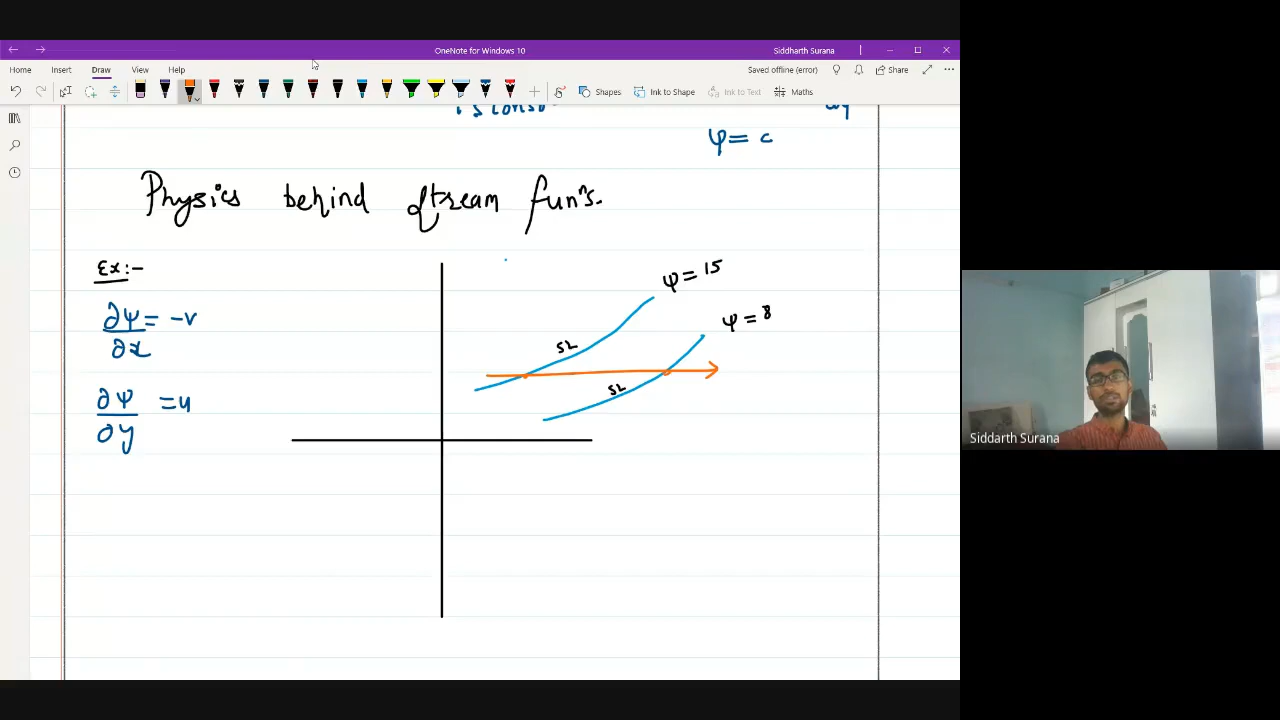 OneNote for Windows 10
Siddharth Surana
Home Insert Draw View Help
Saved offline (error) Share
Shapes Ink to Shape Ink to Text Maths
ψ = c
Physics behind stream fun's.
Ex:-
∂ψ/∂x = -v
∂ψ/∂y = u
ψ = 15
ψ = 8
SL
SL
Siddarth Surana